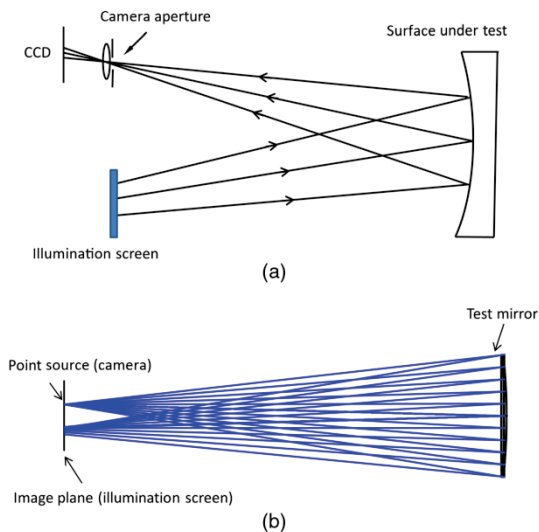 Camera aperture
Surface under test
CCD
Illumination screen
(a)
Test mirror
Point source (camera)
Image plane (illumination screen)
(b)